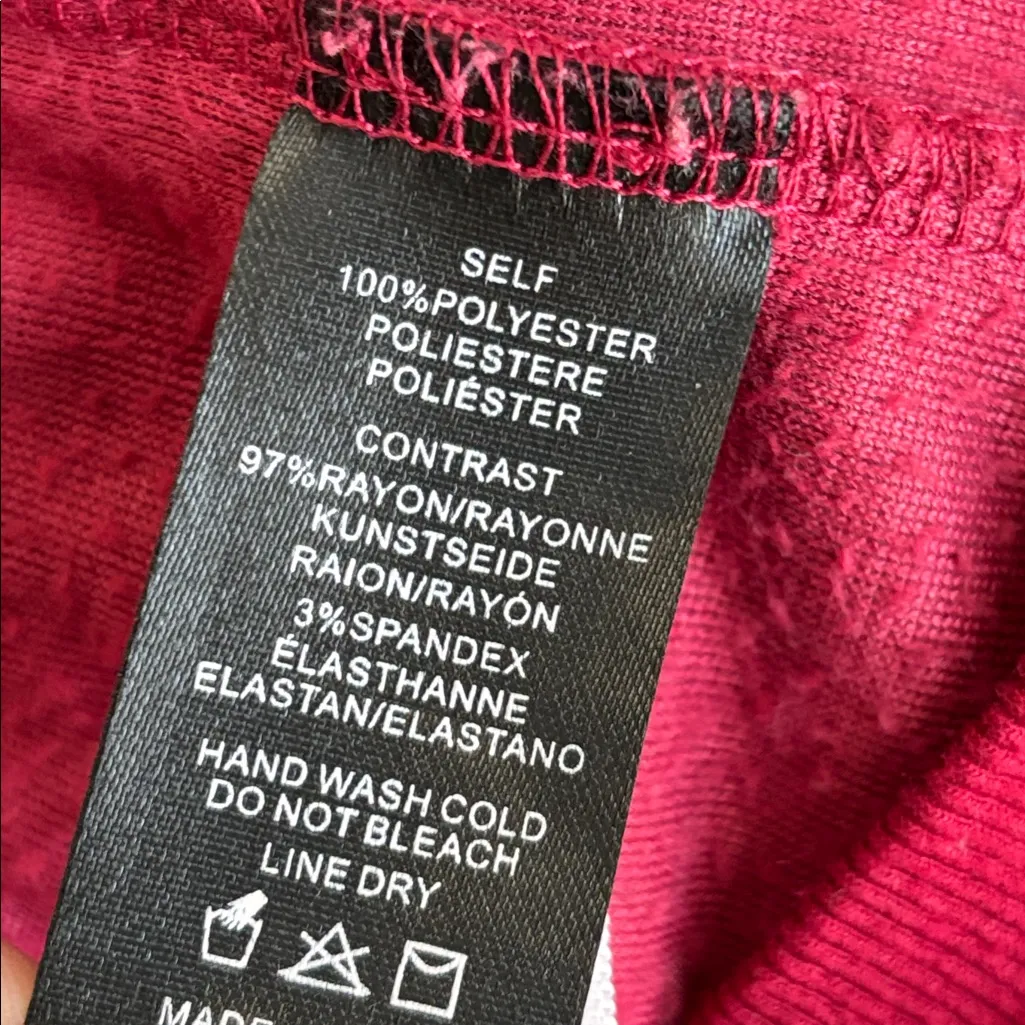 SELF
100%POLYESTER
POLIESTERE
POLIÉSTER
CONTRAST
97%RAYON/RAYONNE
KUNSTSEIDE
RAION/RAYÓN
3%SPANDEX
ÉLASTHANNE
ELASTAN/ELASTANO
HAND WASH COLD
DO NOT BLEACH
LINE DRY
MADE